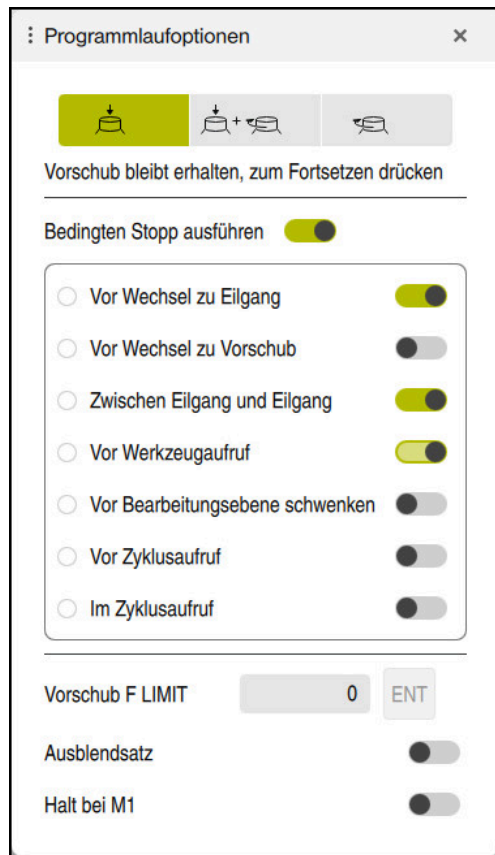 Programmlaufoptionen
Vorschub bleibt erhalten, zum Fortsetzen drücken
Bedingten Stopp ausführen
Vor Wechsel zu Eilgang
Vor Wechsel zu Vorschub
Zwischen Eilgang und Eilgang
Vor Werkzeugaufruf
Vor Bearbeitungsebene schwenken
Vor Zyklusaufruf
Im Zyklusaufruf
Vorschub F LIMIT 0 ENT
Ausblendsatz
Halt bei M1